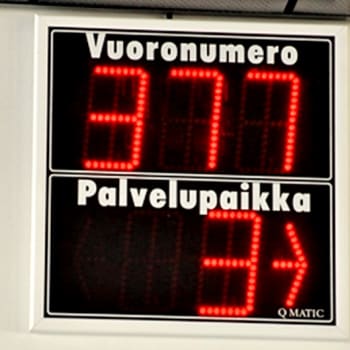 Vuoronumero
377
Palvelupaikka
3→
Q MATIC